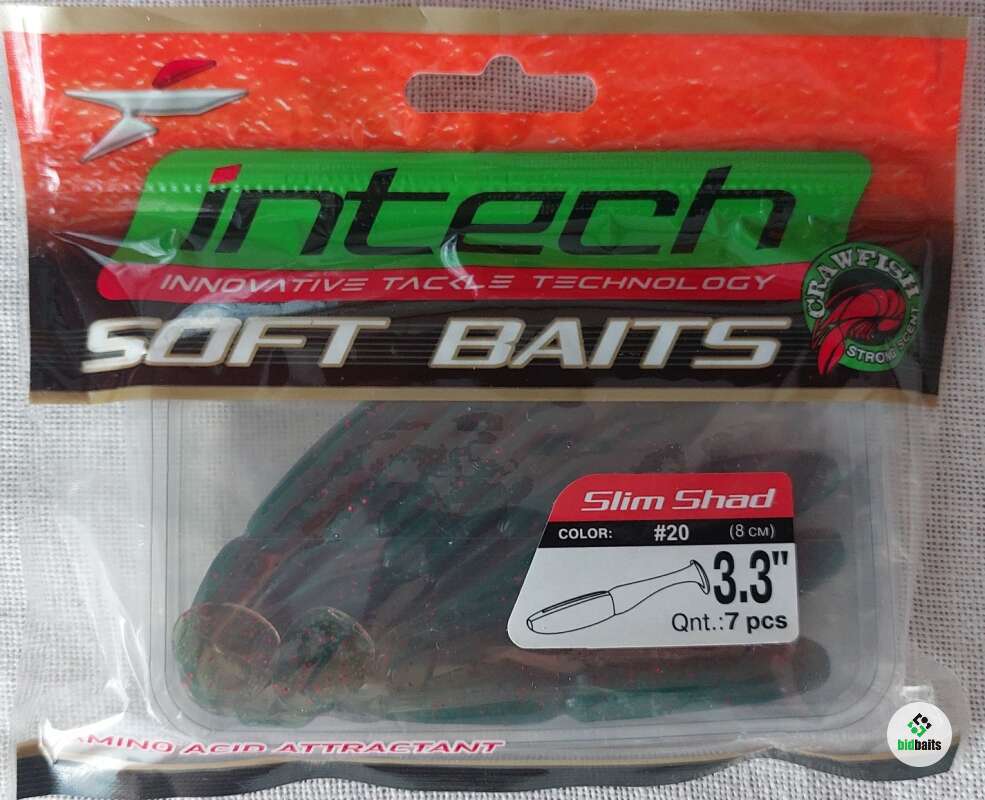 intech
INNOVATIVE TACKLE TECHNOLOGY
SOFT BAITS
CRAWFISH
STRONG SCENT
Slim Shad
COLOR: #20 (8 СМ)
3.3"
Qnt.: 7 pcs
AMINO ACID ATTRACTANT
bidbaits